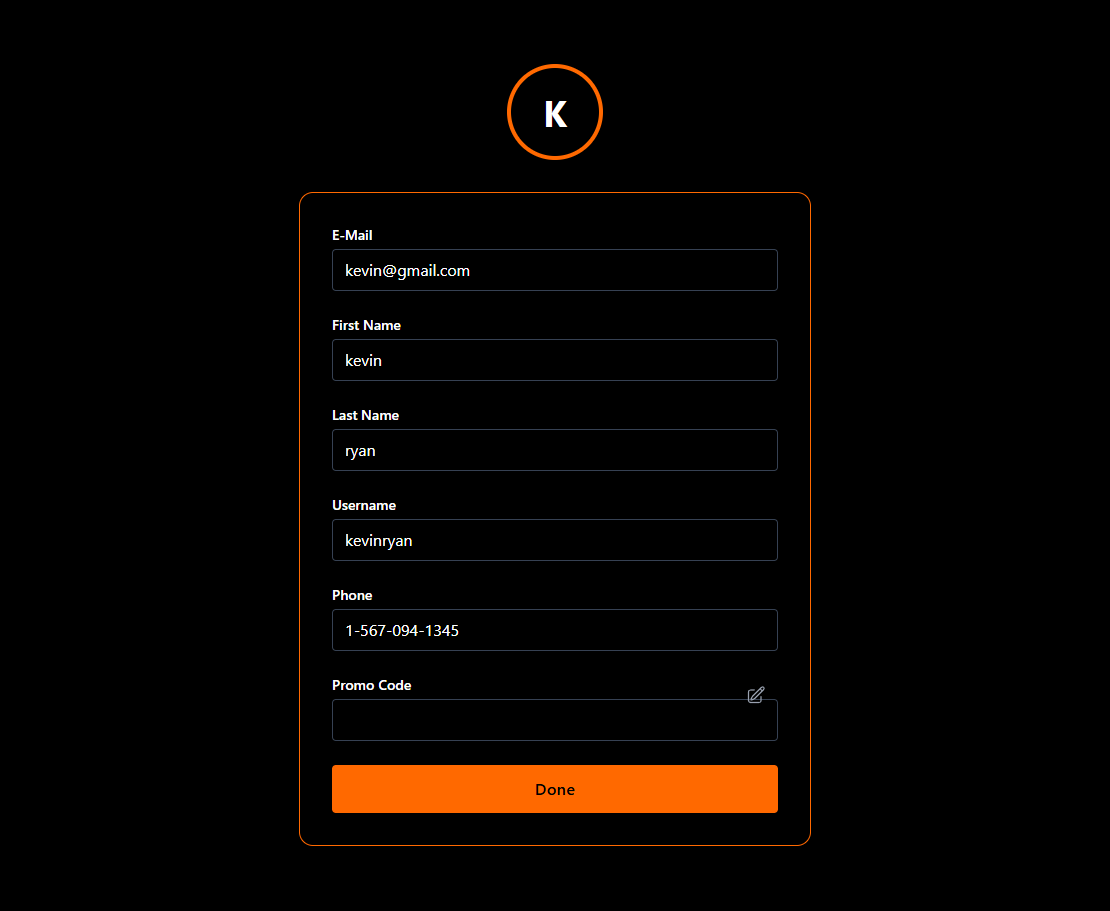 K
E-Mail
kevin@gmail.com
First Name
kevin
Last Name
ryan
Username
kevinryan
Phone
1-567-094-1345
Promo Code
Done